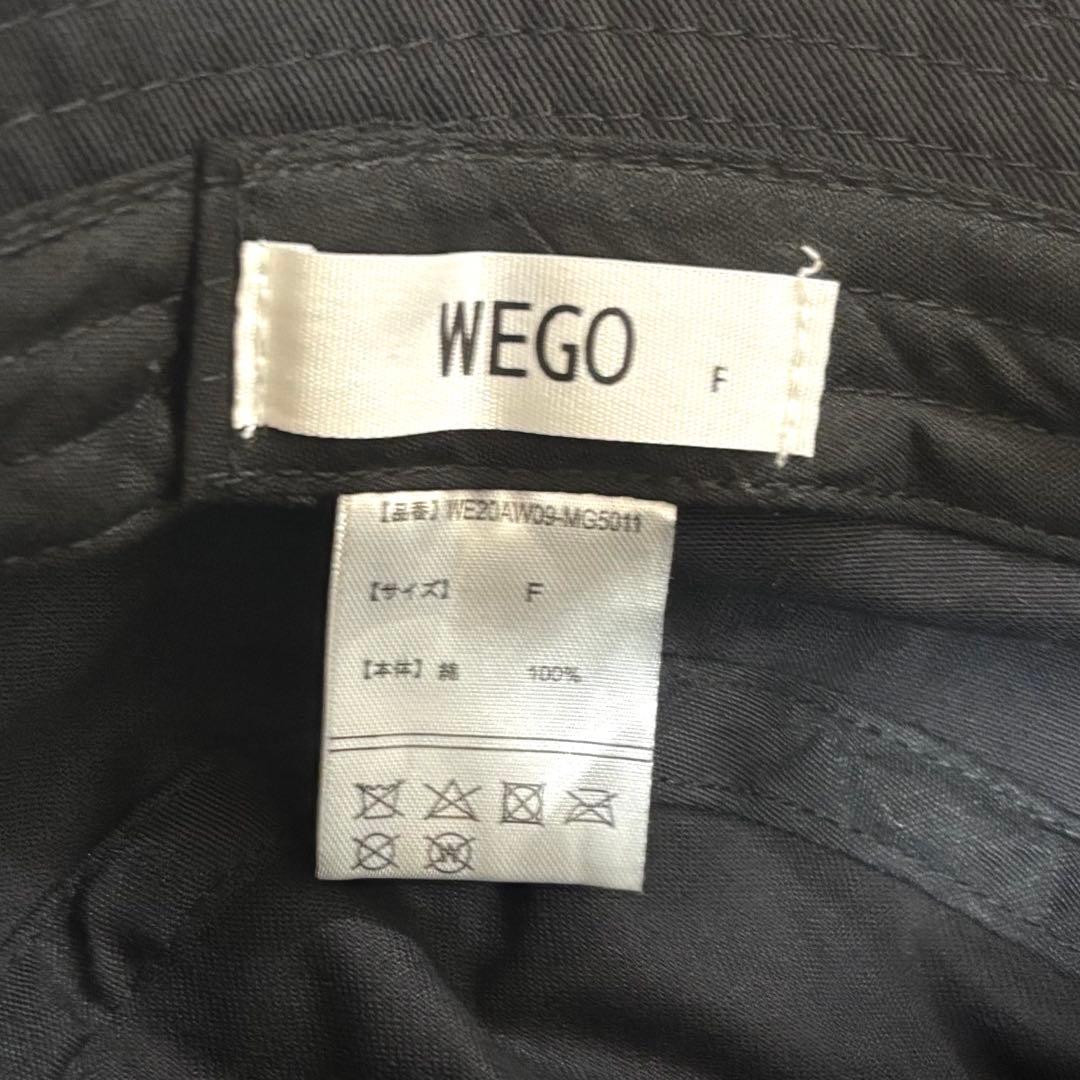 WEGO F
【品番】WE20AW09-MG5011
【サイズ】 F
【本体】綿 100%
W